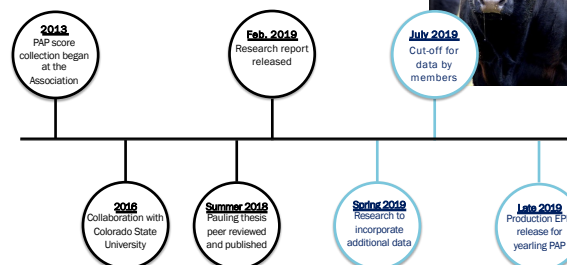 2013
PAP score
collection began
at the
Association
Feb. 2019
Research report
released
July 2019
Cut-off for
data by
members
2016
Collaboration with
Colorado State
University
Summer 2018
Pauling thesis
peer reviewed
and published
Spring 2019
Research to
incorporate
additional data
Late 2019
Production EP
release for
yearling PAP